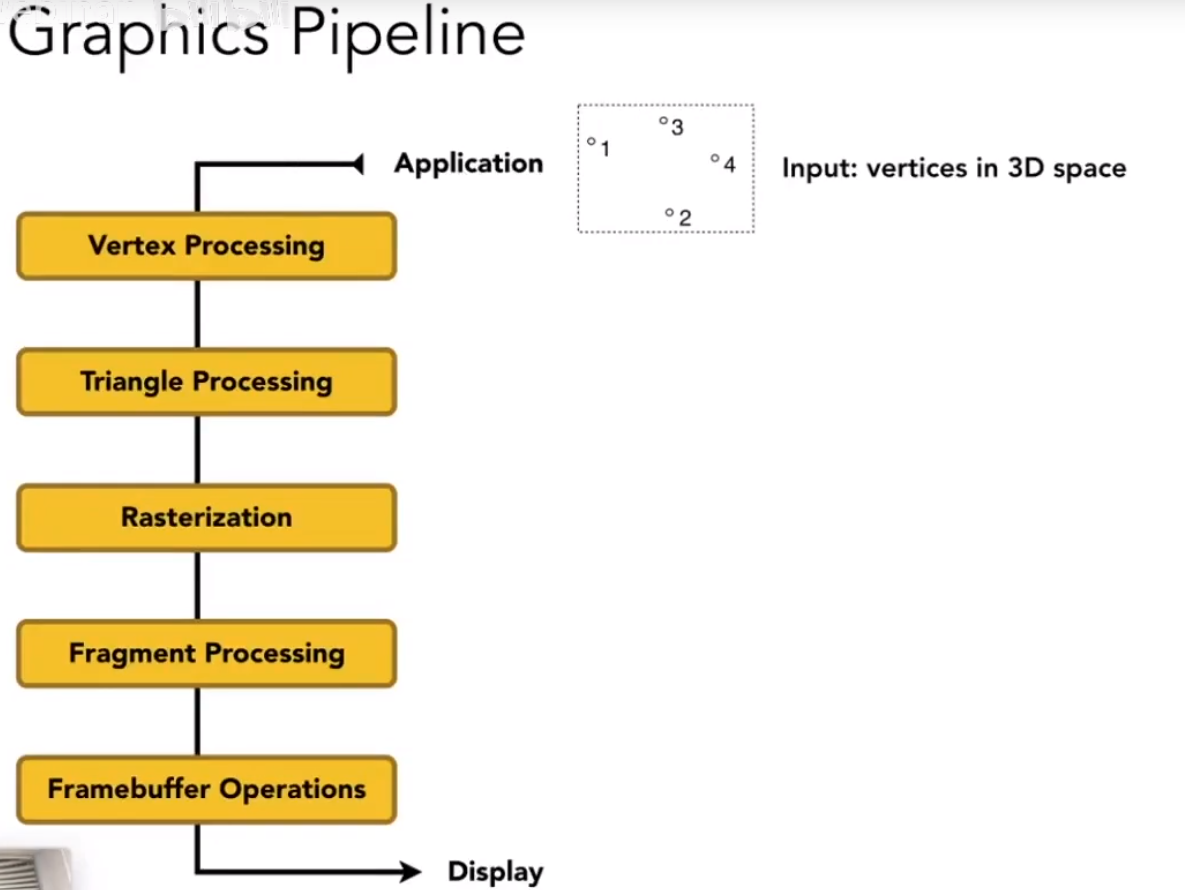 Graphics Pipeline
Application
1
3
4
2
Input: vertices in 3D space
Vertex Processing
Triangle Processing
Rasterization
Fragment Processing
Framebuffer Operations
Display